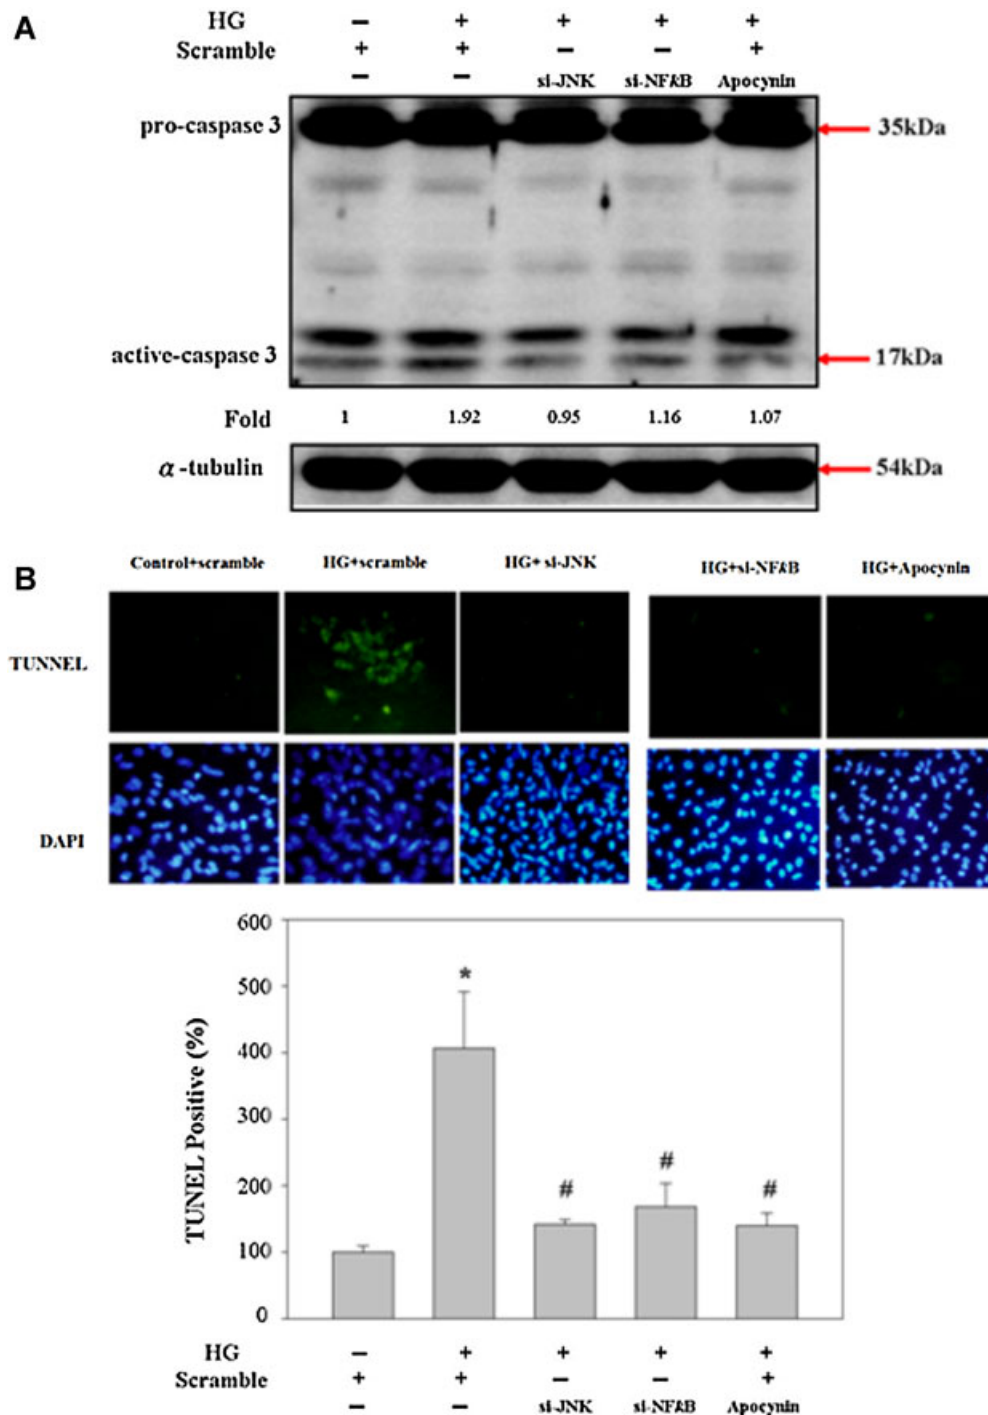 A
HG – + + + +
Scramble + + – – +
– – si-JNK si-NFkB Apocynin
pro-caspase 3 35kDa
active-caspase 3 17kDa
Fold 1 1.92 0.95 1.16 1.07
α-tubulin 54kDa
B
Control+scramble HG+scramble HG+ si-JNK HG+si-NFkB HG+Apocynin
TUNNEL
DAPI
TUNEL Positive (%)
600
500
400
300
200
100
0
*
# # #
HG – + + + +
Scramble + + – – +
– – si-JNK si-NFkB Apocynin